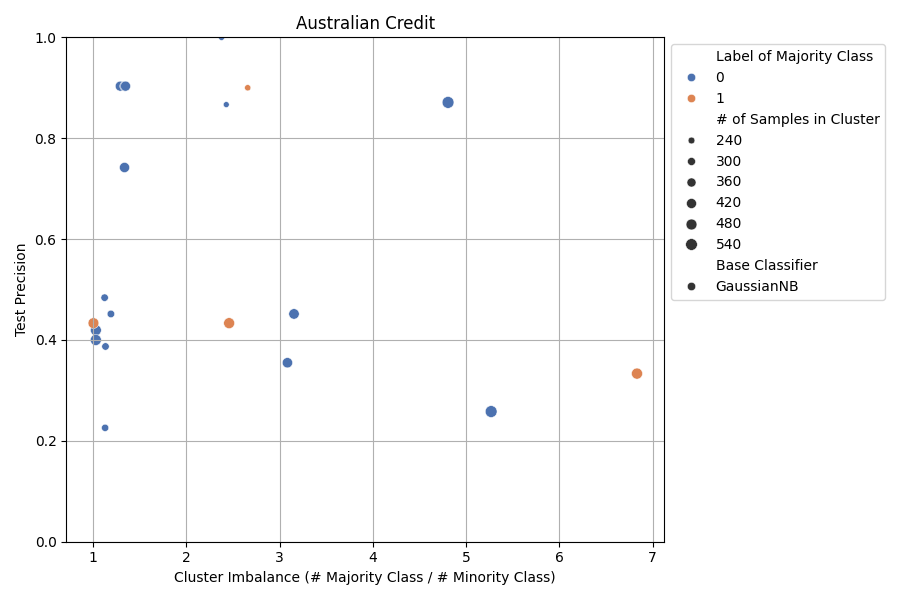 Australian Credit
Test Precision
1.0
0.8
0.6
0.4
0.2
0.0
1 2 3 4 5 6 7
Cluster Imbalance (# Majority Class / # Minority Class)
Label of Majority Class
0
1
# of Samples in Cluster
240
300
360
420
480
540
Base Classifier
GaussianNB